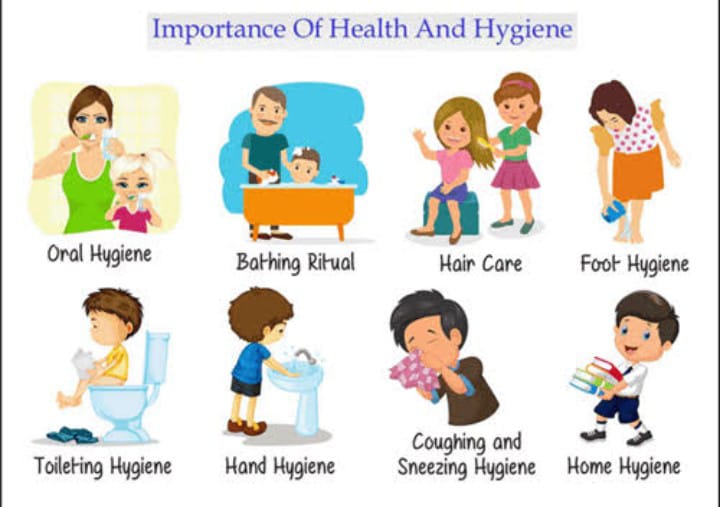 Importance Of Health And Hygiene
Oral Hygiene
Bathing Ritual
Hair Care
Foot Hygiene
Toileting Hygiene
Hand Hygiene
Coughing and
Sneezing Hygiene
Home Hygiene